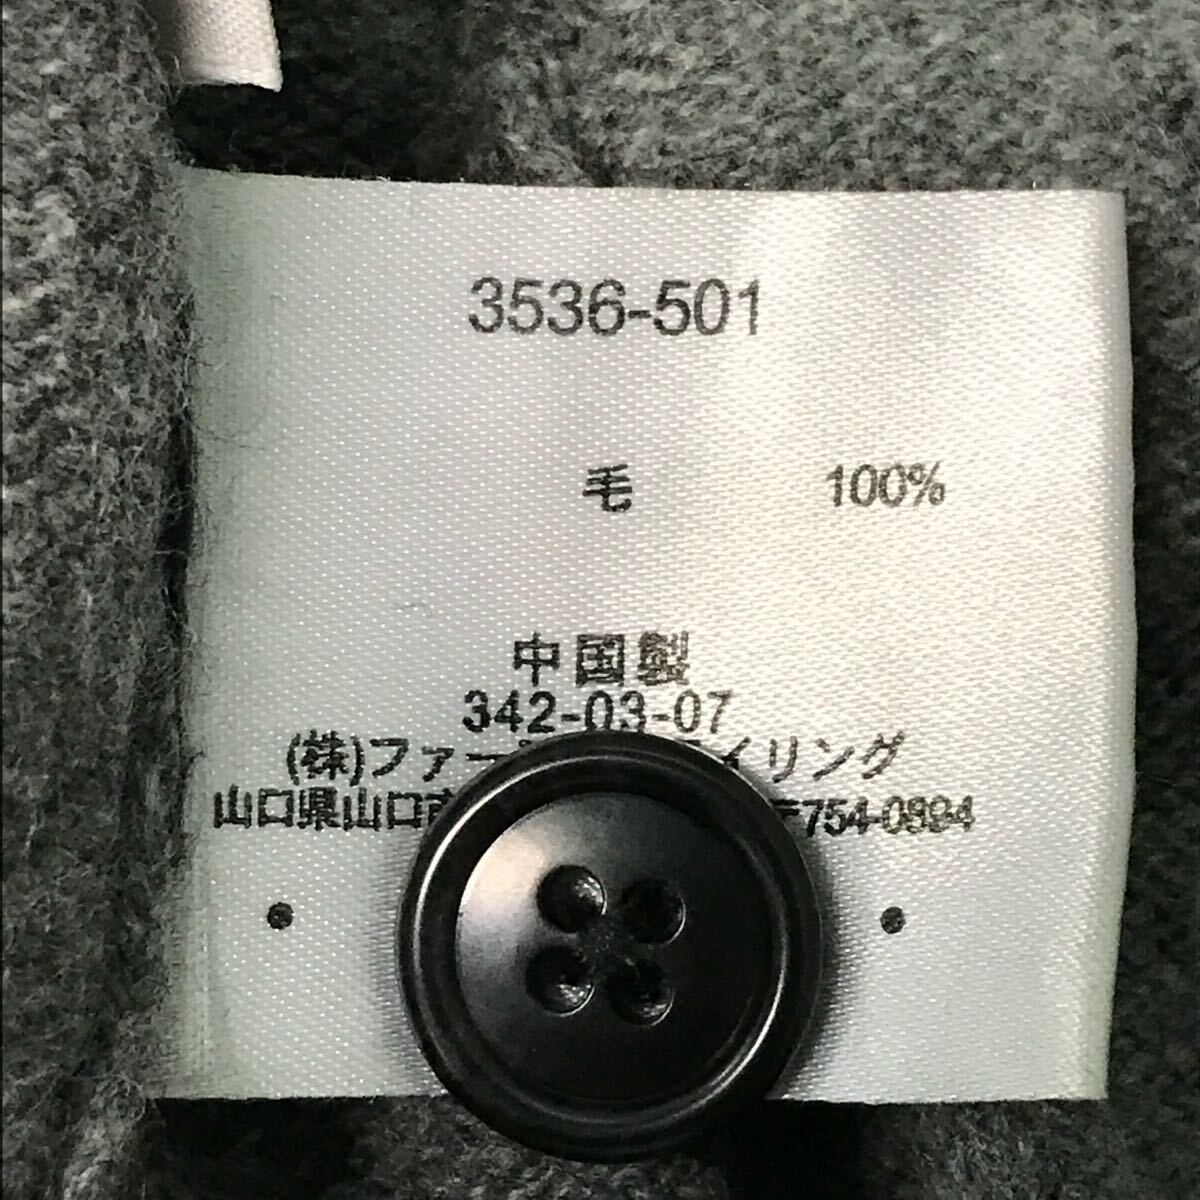 3536-501
毛 100%
中国製
342-03-07
(株)ファー イリング
山口県山口市 〒754-0894